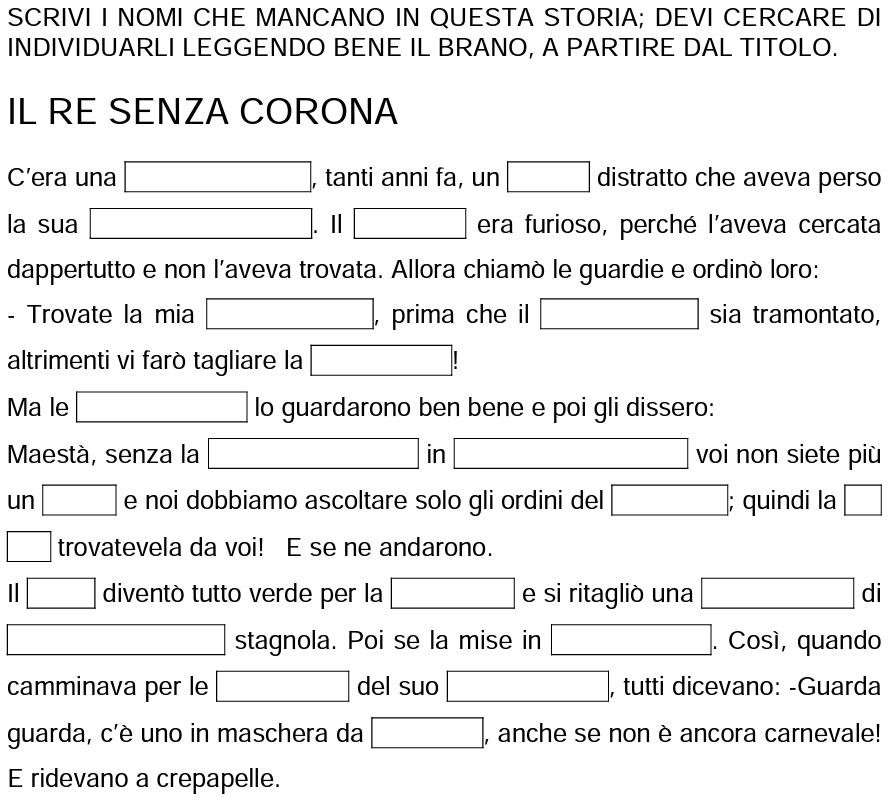 SCRIVI I NOMI CHE MANCANO IN QUESTA STORIA; DEVI CERCARE DI
INDIVIDUARLI LEGGENDO BENE IL BRANO, A PARTIRE DAL TITOLO.
IL RE SENZA CORONA
C'era una , tanti anni fa, un distratto che aveva perso
la sua . Il era furioso, perché l'aveva cercata
dappertutto e non l'aveva trovata. Allora chiamò le guardie e ordinò loro:
- Trovate la mia , prima che il sia tramontato,
altrimenti vi farò tagliare la !
Ma le lo guardarono ben bene e poi gli dissero:
Maestà, senza la in voi non siete più
un e noi dobbiamo ascoltare solo gli ordini del ; quindi la
trovatevela da voi! E se ne andarono.
Il diventò tutto verde per la e si ritagliò una di
stagnola. Poi se la mise in . Così, quando
camminava per le del suo , tutti dicevano: -Guarda
guarda, c'è uno in maschera da , anche se non è ancora carnevale!
E ridevano a crepapelle.